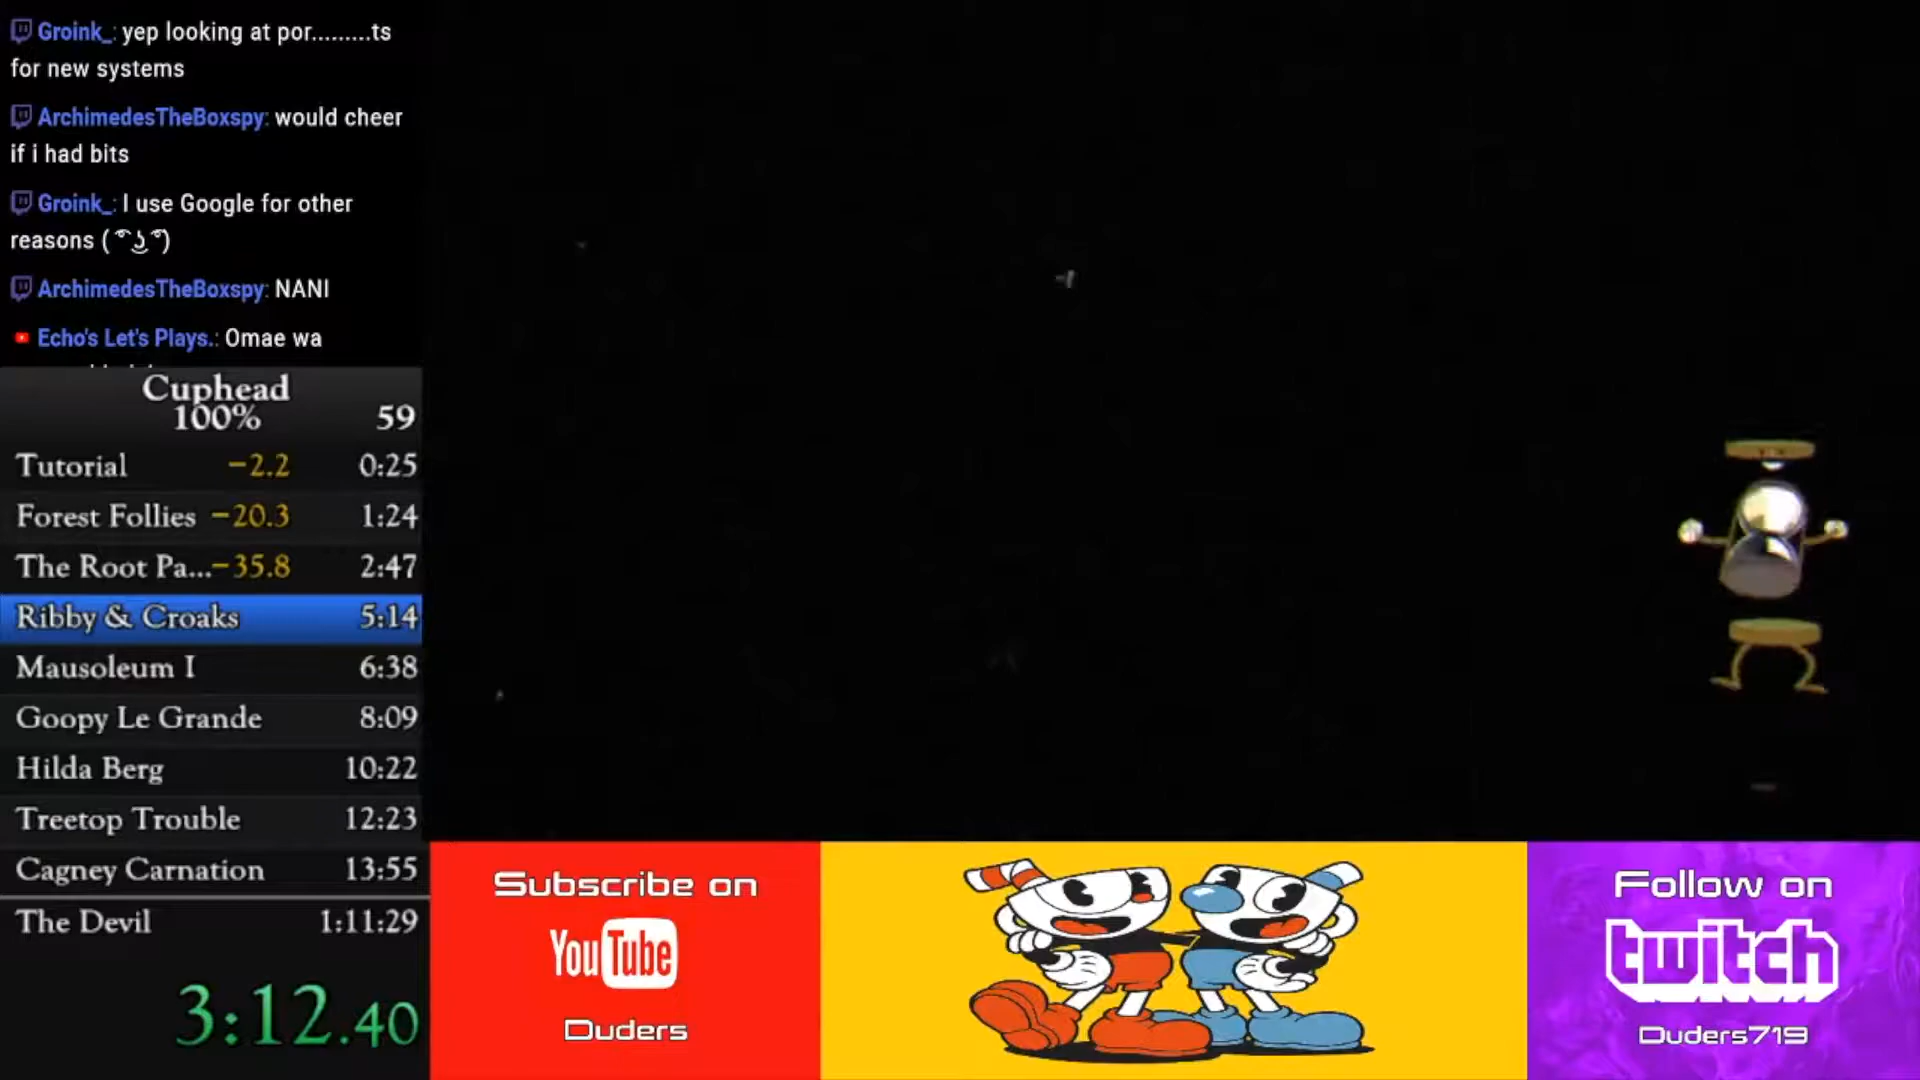 Groink_: yep looking at por.........ts
for new systems
ArchimedesTheBoxspy: would cheer
if i had bits
Groink_: I use Google for other
reasons ( ͡° ͜ʖ ͡°)
ArchimedesTheBoxspy: NANI
Echo's Let's Plays.: Omae wa
Cuphead
100% 59
Tutorial −2.2 0:25
Forest Follies −20.3 1:24
The Root Pa...−35.8 2:47
Ribby & Croaks 5:14
Mausoleum I 6:38
Goopy Le Grande 8:09
Hilda Berg 10:22
Treetop Trouble 12:23
Cagney Carnation 13:55
The Devil 1:11:29
3:12.40
Subscribe on
YouTube
Duders
Follow on
twitch
Duders719